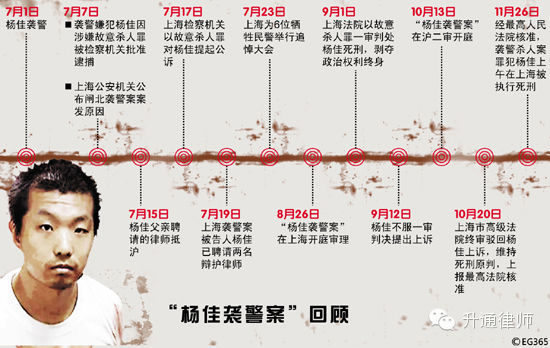 7月1日
杨佳袭警
7月7日
■ 袭警嫌犯杨佳因
涉嫌故意杀人罪
被检察机关批准
逮捕
■ 上海公安机关公
布闸北袭警案案
发原因
7月17日
上海检察机关
以故意杀人罪
对杨佳提起公
诉
7月23日
上海为6位牺
牲民警举行追
悼大会
9月1日
上海法院以故意
杀人罪一审判处
杨佳死刑，剥夺
政治权利终身
10月13日
“杨佳袭警案”
在沪二审开庭
11月26日
经最高人民
法院核准，
袭警杀人案
罪犯杨佳上
午在上海被
执行死刑
7月15日
杨佳父亲聘
请的律师抵
沪
7月19日
上海袭警案
被告人杨佳
已聘请两名
辩护律师
8月26日
“杨佳袭警案”
在上海开庭审理
9月12日
杨佳不服一审
判决提出上诉
10月20日
上海市高级法
院终审驳回杨
佳上诉，维持
死刑原判，上
报最高法院核
准
“杨佳袭警案”回顾
升通律师
©EG365